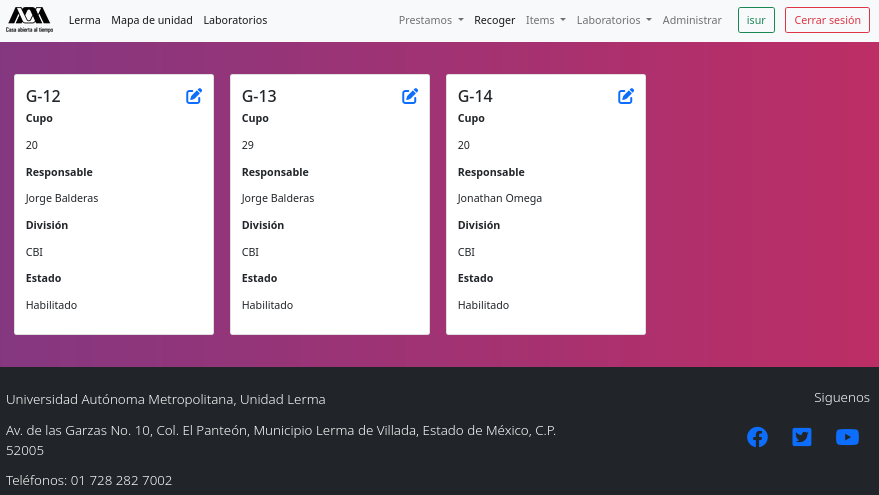 Casa abierta al tiempo
Lerma Mapa de unidad Laboratorios Prestamos Recoger Items Laboratorios Administrar isur Cerrar sesión
G-12
Cupo
20
Responsable
Jorge Balderas
División
CBI
Estado
Habilitado
G-13
Cupo
29
Responsable
Jorge Balderas
División
CBI
Estado
Habilitado
G-14
Cupo
20
Responsable
Jonathan Omega
División
CBI
Estado
Habilitado
Universidad Autónoma Metropolitana, Unidad Lerma
Av. de las Garzas No. 10, Col. El Panteón, Municipio Lerma de Villada, Estado de México, C.P.
52005
Teléfonos: 01 728 282 7002
Siguenos